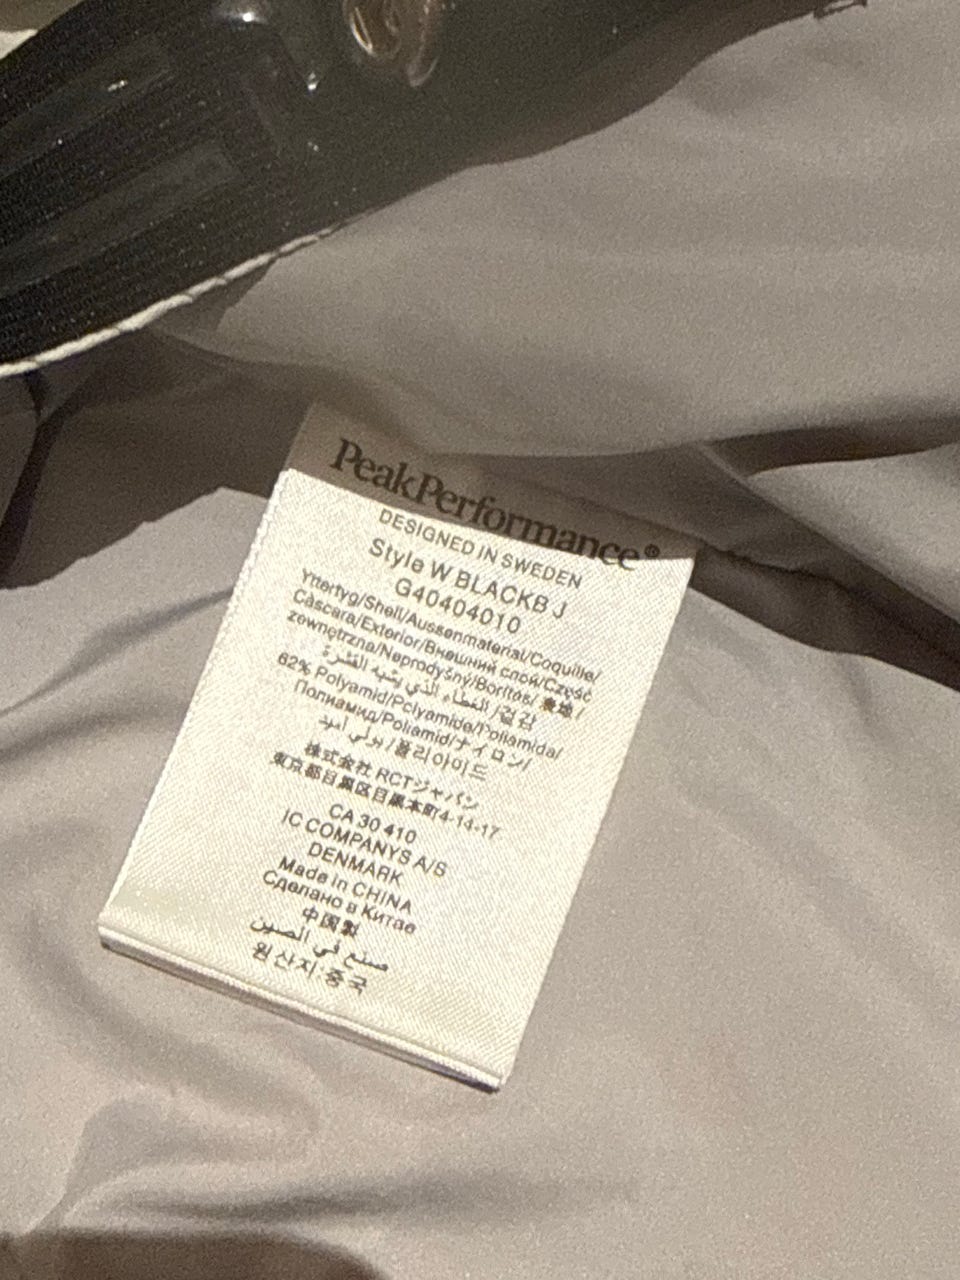 PeakPerformance®
DESIGNED IN SWEDEN
Style W BLACKB J
G40404010
Yttertyg/Shell/Aussenmaterial/Coquille/
Cáscara/Exterior/Внешний слой/Część
zewnętrzna/Neprodyšný/Borítás/ 表地/
الغطاء الذي يشبه القشرة /겉감
62% Polyamid/Polyamide/Poliamida/
Полиамид/Poliamid/ナイロン/
بولي أميد /폴리아미드
株式会社 RCTジャパン
東京都目黒区目黒本町4-14-17
CA 30 410
IC COMPANYS A/S
DENMARK
Made in CHINA
Сделано в Китае
中国製
صنع في الصين
원산지:중국